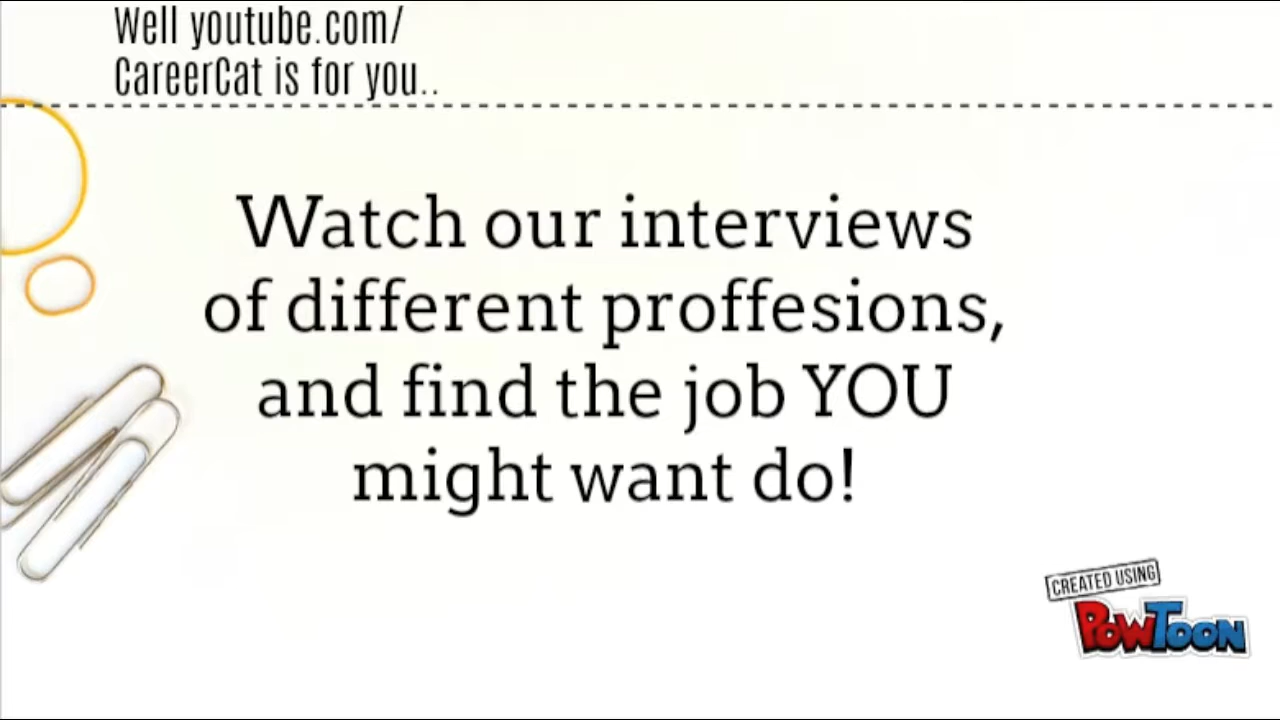 Well youtube.com/
CareerCat is for you..
Watch our interviews
of different proffesions,
and find the job YOU
might want do!
CREATED USING
POWTOON